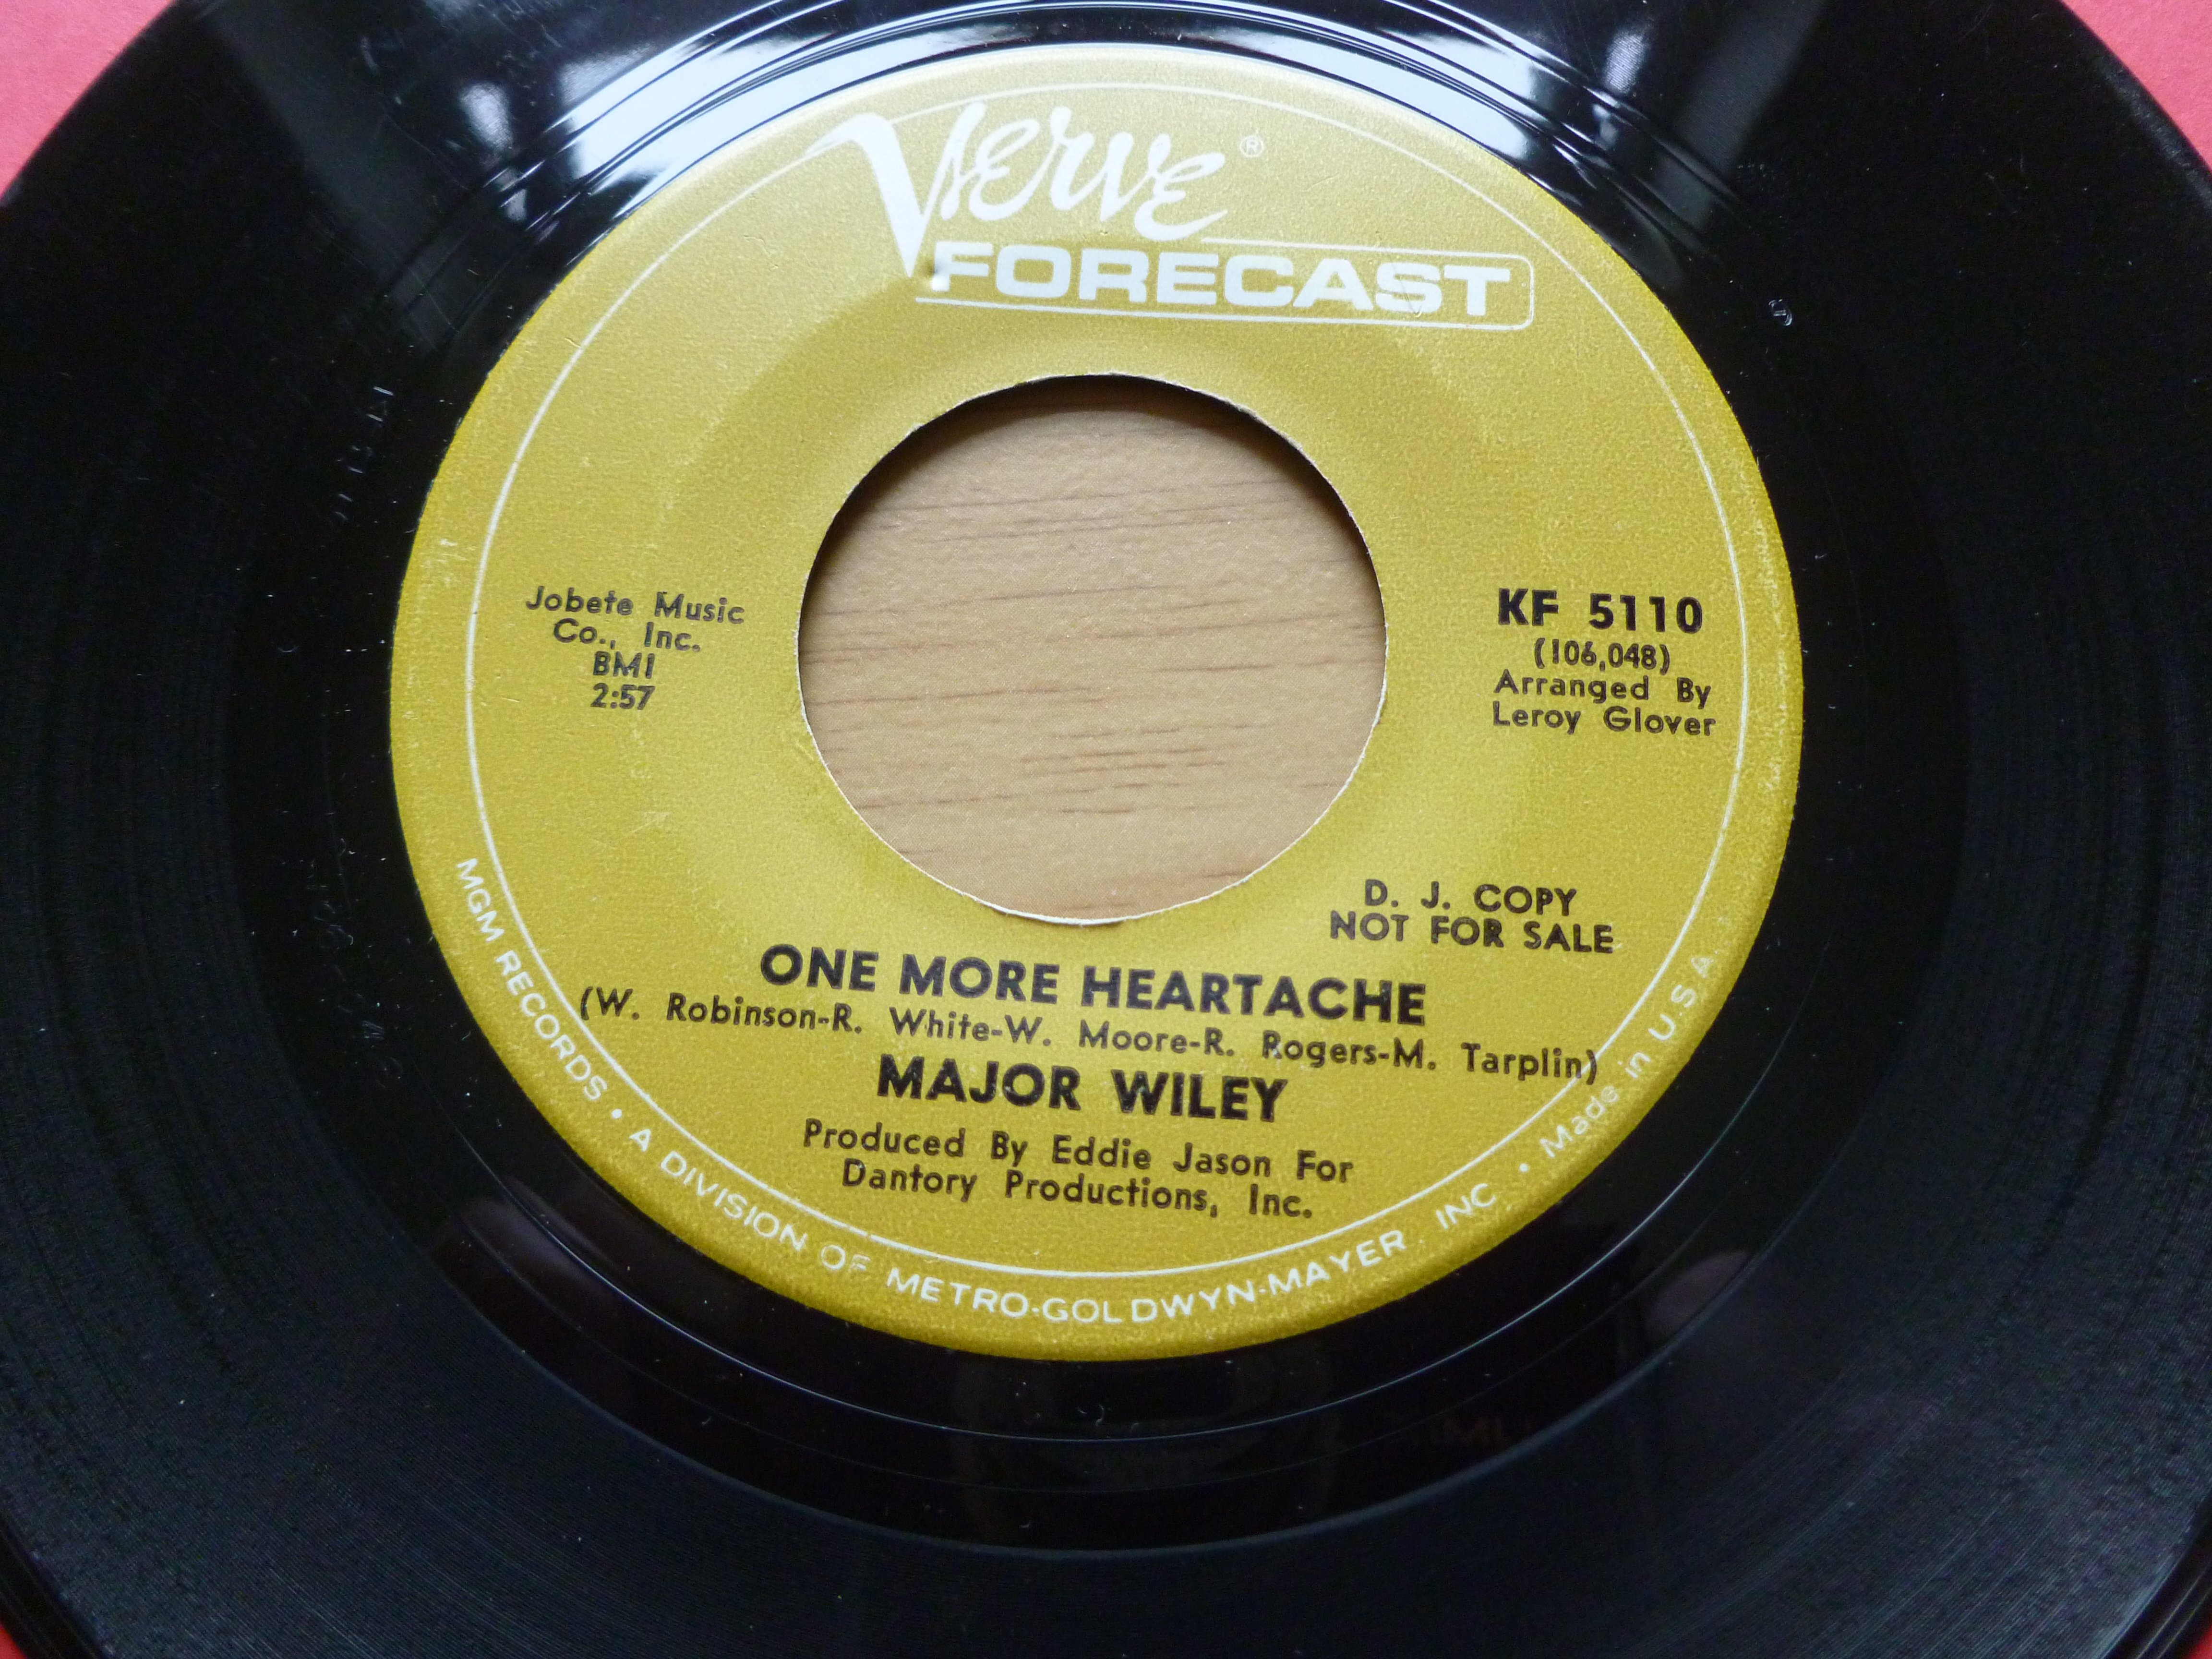 Verve ®
FORECAST
Jobete Music
Co., Inc.
BMI
2:57
KF 5110
(106,048)
Arranged By
Leroy Glover
D. J. COPY
NOT FOR SALE
ONE MORE HEARTACHE
(W. Robinson-R. White-W. Moore-R. Rogers-M. Tarplin)
MAJOR WILEY
Produced By Eddie Jason For
Dantory Productions, Inc.
MGM RECORDS • A DIVISION OF METRO-GOLDWYN-MAYER INC • Made in U.S.A.